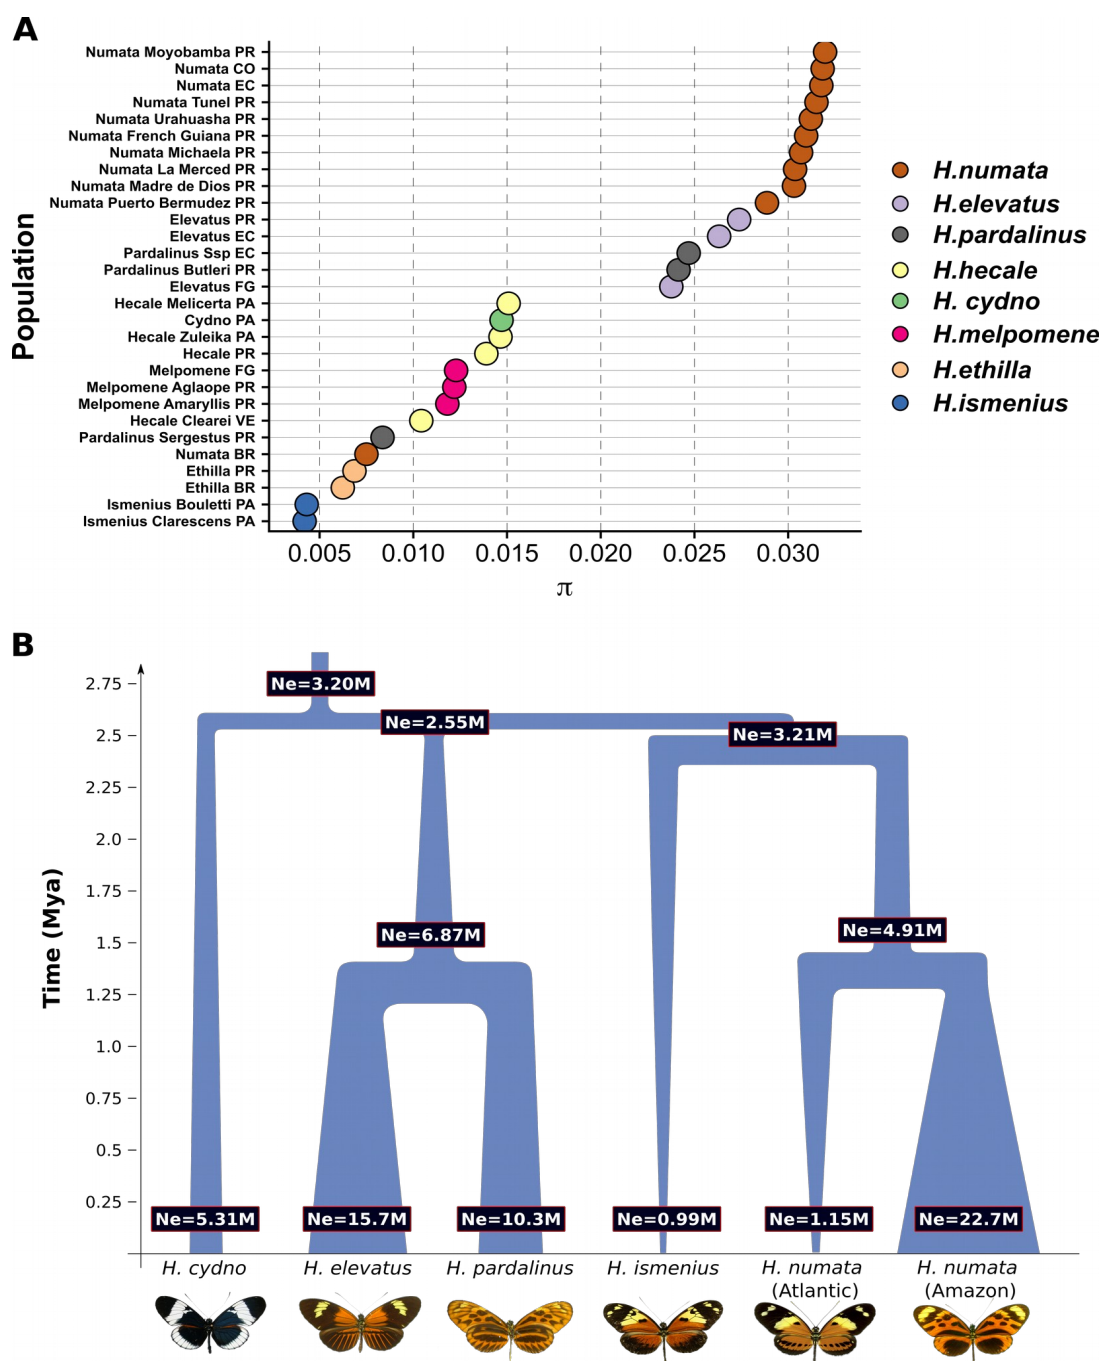 A
Population
Numata Moyobamba PR
Numata CO
Numata EC
Numata Tunel PR
Numata Urahuasha PR
Numata French Guiana PR
Numata Michaela PR
Numata La Merced PR
Numata Madre de Dios PR
Numata Puerto Bermudez PR
Elevatus PR
Elevatus EC
Pardalinus Ssp EC
Pardalinus Butleri PR
Elevatus FG
Hecale Melicerta PA
Cydno PA
Hecale Zuleika PA
Hecale PR
Melpomene FG
Melpomene Aglaope PR
Melpomene Amaryllis PR
Hecale Clearei VE
Pardalinus Sergestus PR
Numata BR
Ethilla PR
Ethilla BR
Ismenius Bouletti PA
Ismenius Clarescens PA
0.005 0.010 0.015 0.020 0.025 0.030
π
H.numata
H.elevatus
H.pardalinus
H.hecale
H. cydno
H.melpomene
H.ethilla
H.ismenius
B
Time (Mya)
2.75
2.5
2.25
2.0
1.75
1.5
1.25
1.0
0.75
0.5
0.25
Ne=3.20M
Ne=2.55M
Ne=3.21M
Ne=6.87M
Ne=4.91M
Ne=5.31M Ne=15.7M Ne=10.3M Ne=0.99M Ne=1.15M Ne=22.7M
H. cydno H. elevatus H. pardalinus H. ismenius H. numata H. numata
(Atlantic) (Amazon)